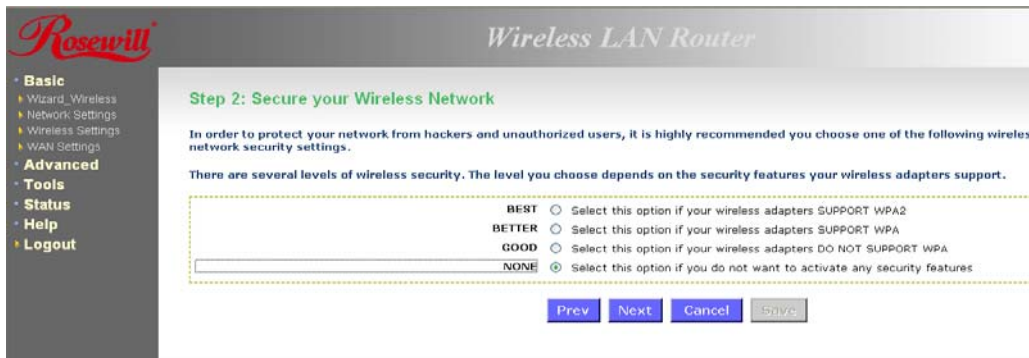 Rosewill
Wireless LAN Router
Basic
Wizard_Wireless
Network Settings
Wireless Settings
WAN Settings
Advanced
Tools
Status
Help
Logout
Step 2: Secure your Wireless Network
In order to protect your network from hackers and unauthorized users, it is highly recommended you choose one of the following wireles
network security settings.
There are several levels of wireless security. The level you choose depends on the security features your wireless adapters support.
BEST Select this option if your wireless adapters SUPPORT WPA2
BETTER Select this option if your wireless adapters SUPPORT WPA
GOOD Select this option if your wireless adapters DO NOT SUPPORT WPA
NONE Select this option if you do not want to activate any security features
Prev Next Cancel Save